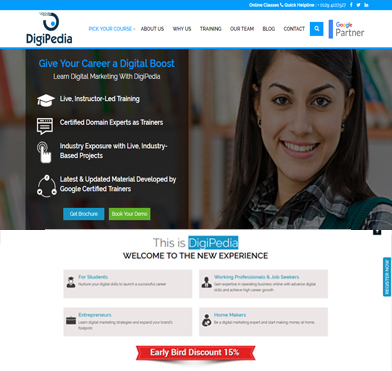 Online Classes Quick Helpline : - 0129 4027527
DigiPedia
PICK YOUR COURSE
ABOUT US
WHY US
TRAINING
OUR TEAM
BLOG
CONTACT
Google
Partner
Give Your Career a Digital Boost
Learn Digital Marketing With DigiPedia
Live, Instructor-Led Training
Certified Domain Experts as Trainers
Industry Exposure with Live, Industry-
Based Projects
Latest & Updated Material Developed by
Google Certified Trainers
Get Brochure
Book Your Demo
This is DigiPedia
WELCOME TO THE NEW EXPERIENCE
For Students
Nurture your digital skills to launch a successful career
Working Professionals & Job Seekers
Gain expertise in operating business online with advance digital
skills and achieve high career growth.
Entrepreneurs
Learn digital marketing strategies and expand your brand's
footprint.
Home Makers
Be a digital marketing expert and start making money, at home.
REGISTER NOW
Early Bird Discount 15%